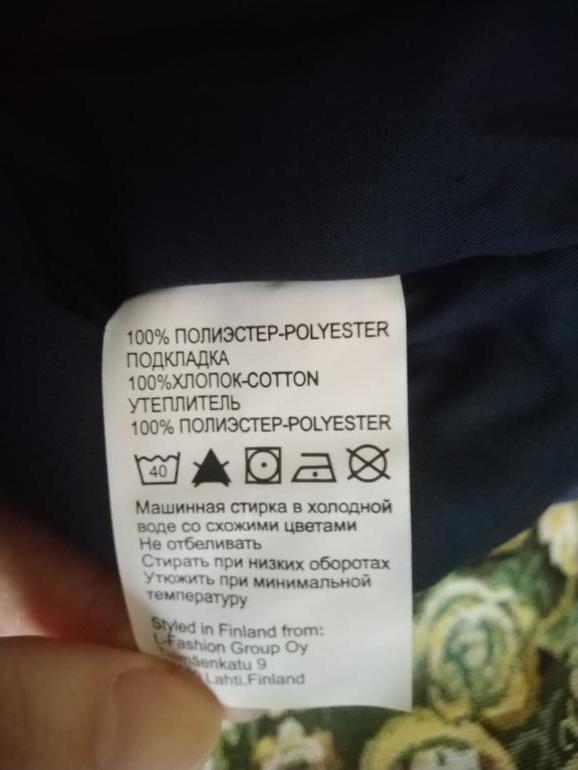 100% ПОЛИЭСТЕР-POLYESTER
ПОДКЛАДКА
100%ХЛОПОК-COTTON
УТЕПЛИТЕЛЬ
100% ПОЛИЭСТЕР-POLYESTER
40
Машинная стирка в холодной
воде со схожими цветами
Не отбеливать
Стирать при низких оборотах
Утюжить при минимальной
температуру
Styled in Finland from:
L-Fashion Group Oy
9
Lahti.Finland